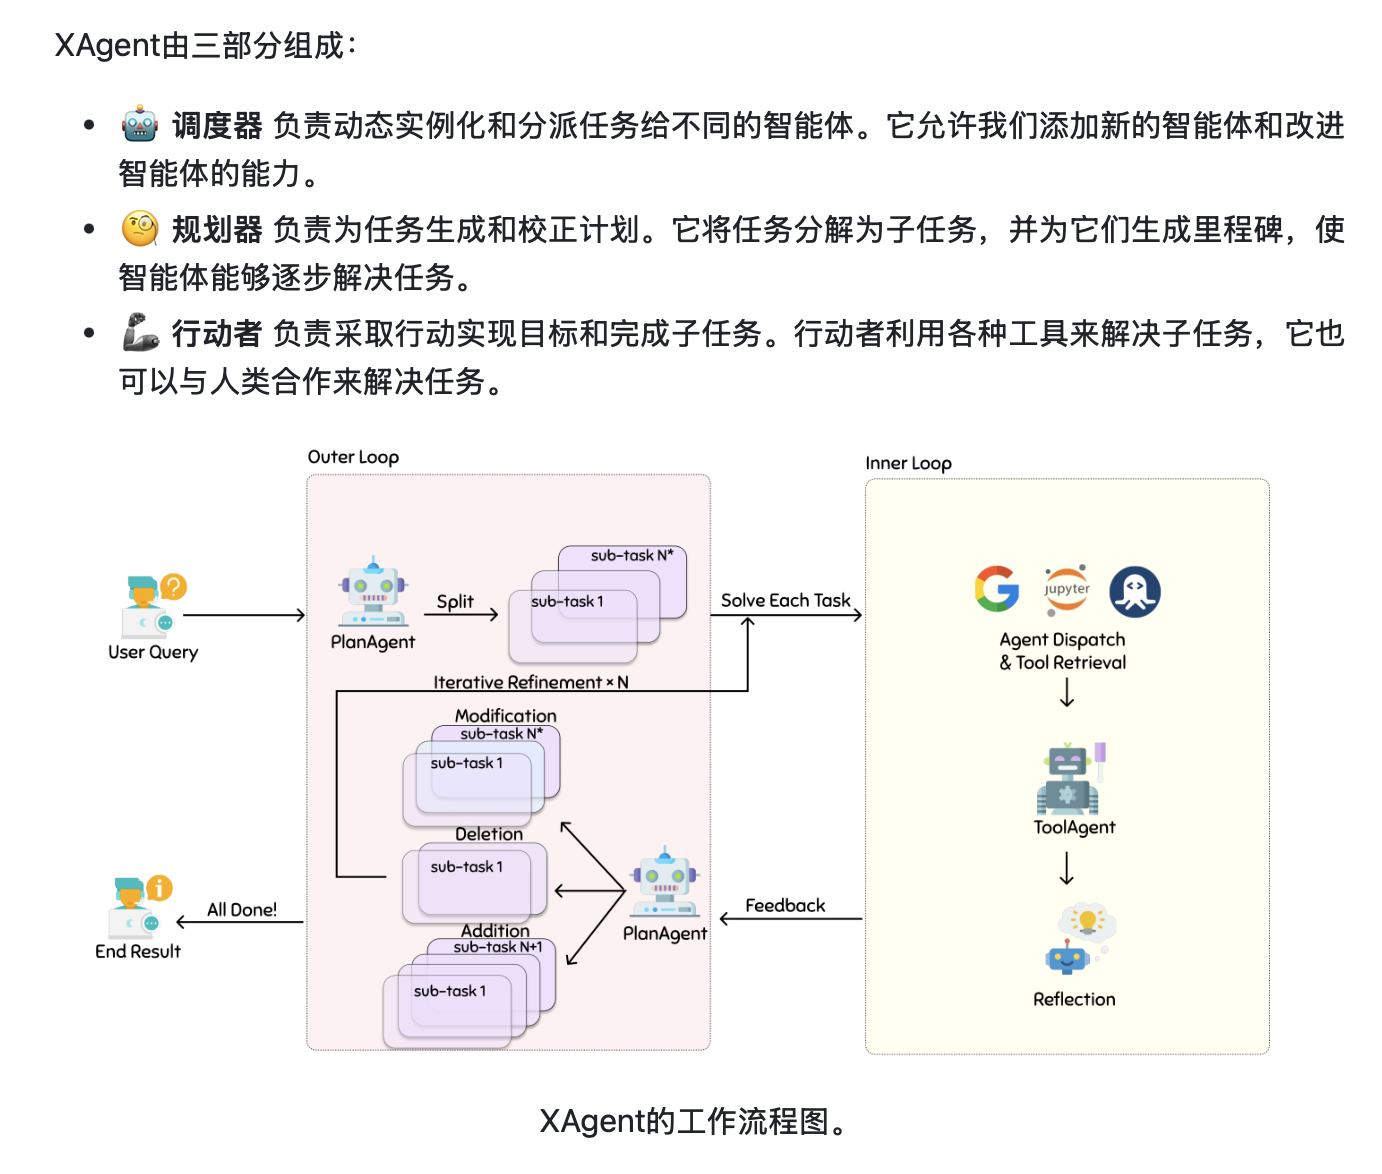 XAgent由三部分组成：
🤖 调度器 负责动态实例化和分派任务给不同的智能体。它允许我们添加新的智能体和改进
智能体的能力。
🧐 规划器 负责为任务生成和校正计划。它将任务分解为子任务，并为它们生成里程碑，使
智能体能够逐步解决任务。
🦾 行动者 负责采取行动实现目标和完成子任务。行动者利用各种工具来解决子任务，它也
可以与人类合作来解决任务。
Outer Loop
Inner Loop
User Query
PlanAgent
Split
sub-task N*
sub-task 1
Solve Each Task
jupyter
Agent Dispatch
& Tool Retrieval
Iterative Refinement × N
Modification
sub-task N*
sub-task 1
Deletion
sub-task 1
Addition
sub-task N+1
sub-task 1
PlanAgent
Feedback
ToolAgent
Reflection
All Done!
End Result
XAgent的工作流程图。